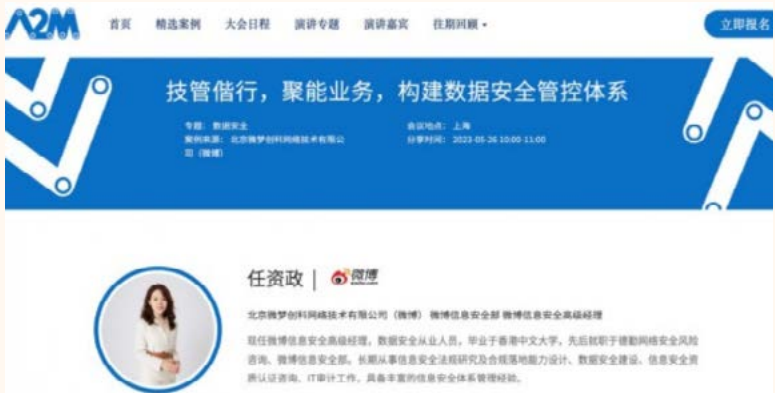 A2M 首页 精选案例 大会日程 演讲专题 演讲嘉宾 往期回顾 立即报名
技管偕行，聚能业务，构建数据安全管控体系
专题： 数据安全 会议地点： 上海
案例来源： 北京微梦创科网络技术有限公 分享时间： 2023-05-26 10:00-11:00
司（微博）
任资政 | 微博
北京微梦创科网络技术有限公司（微博） 微博信息安全部 微博信息安全高级经理
现任微博信息安全高级经理，数据安全从业人员，毕业于香港中文大学，先后就职于德勤网络安全风险
咨询、微博信息安全部。长期从事信息安全法规研究及合规落地能力设计、数据安全建设、信息安全资
质认证咨询、IT审计工作，具备丰富的信息安全体系管理经验。